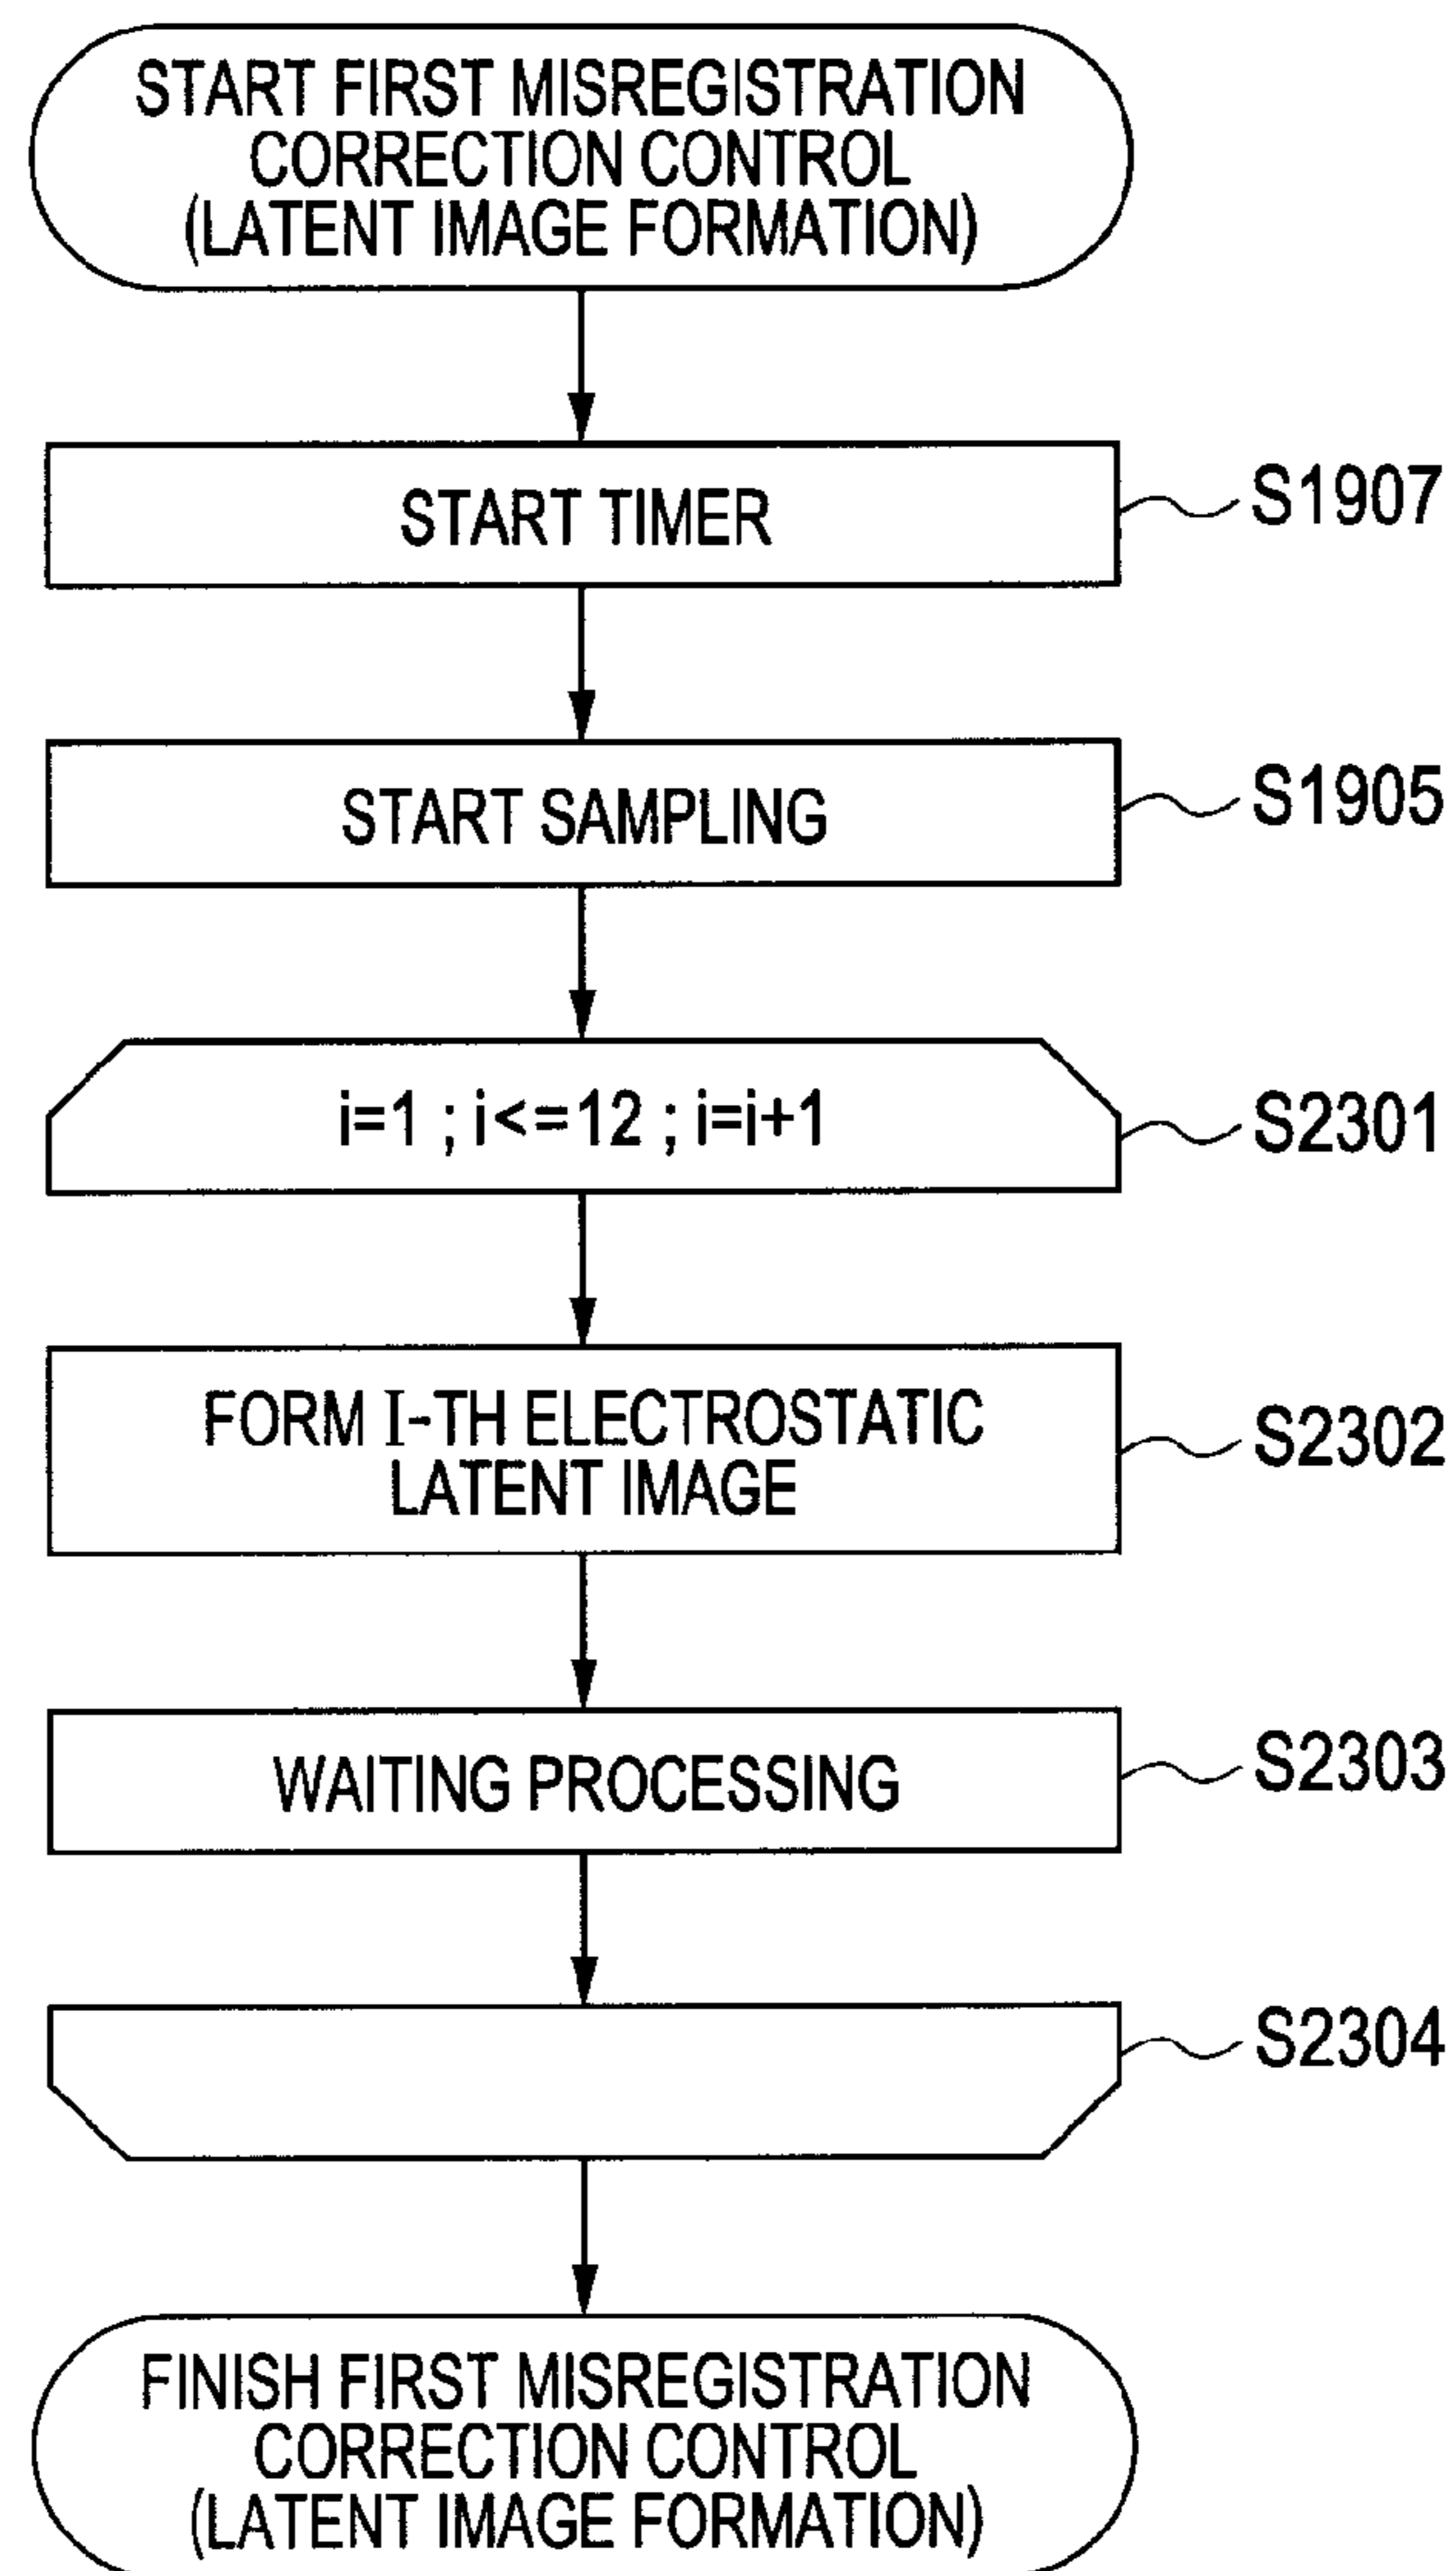 START FIRST MISREGISTRATION
CORRECTION CONTROL
(LATENT IMAGE FORMATION)
START TIMER
S1907
START SAMPLING
S1905
i=1 ; i<=12 ; i=i+1
S2301
FORM I-TH ELECTROSTATIC
LATENT IMAGE
S2302
WAITING PROCESSING
S2303
S2304
FINISH FIRST MISREGISTRATION
CORRECTION CONTROL
(LATENT IMAGE FORMATION)